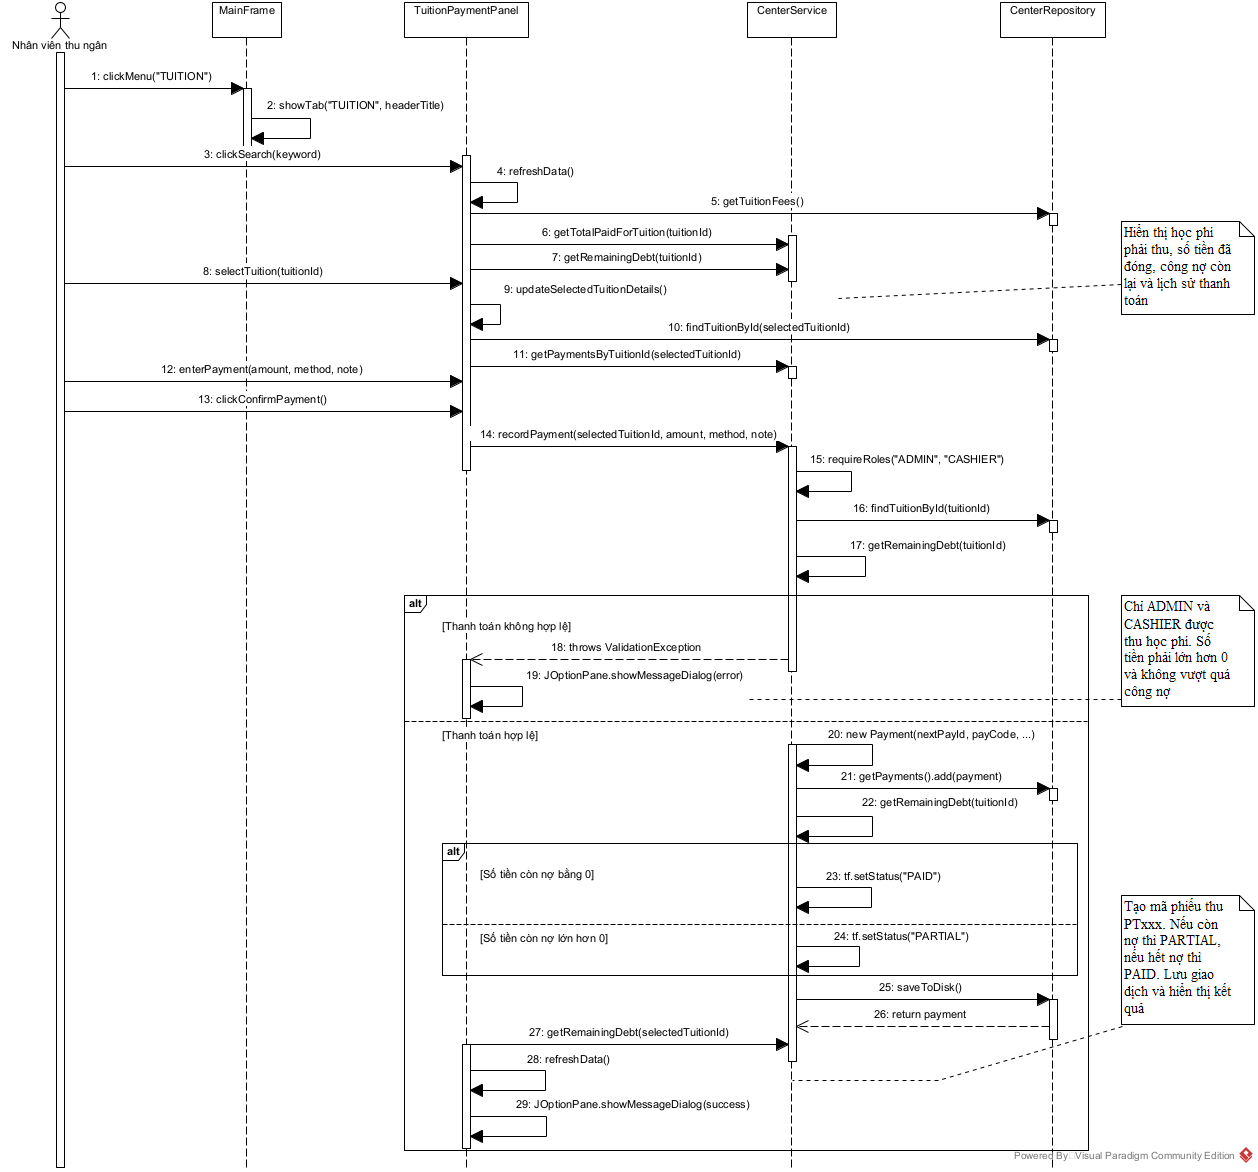 MainFrame
TuitionPaymentPanel
CenterService
CenterRepository
Nhân viên thu ngân
1: clickMenu("TUITION")
2: showTab("TUITION", headerTitle)
3: clickSearch(keyword)
4: refreshData()
5: getTuitionFees()
6: getTotalPaidForTuition(tuitionId)
7: getRemainingDebt(tuitionId)
8: selectTuition(tuitionId)
Hiển thị học phí
phải thu, số tiền đã
đóng, công nợ còn
lại và lịch sử thanh
toán
9: updateSelectedTuitionDetails()
10: findTuitionById(selectedTuitionId)
11: getPaymentsByTuitionId(selectedTuitionId)
12: enterPayment(amount, method, note)
13: clickConfirmPayment()
14: recordPayment(selectedTuitionId, amount, method, note)
15: requireRoles("ADMIN", "CASHIER")
16: findTuitionById(tuitionId)
17: getRemainingDebt(tuitionId)
alt
[Thanh toán không hợp lệ]
18: throws ValidationException
19: JOptionPane.showMessageDialog(error)
Chỉ ADMIN và
CASHIER được
thu học phí. Số
tiền phải lớn hơn 0
và không vượt quá
công nợ
[Thanh toán hợp lệ]
20: new Payment(nextPayId, payCode, ...)
21: getPayments().add(payment)
22: getRemainingDebt(tuitionId)
alt
[Số tiền còn nợ bằng 0]
23: tf.setStatus("PAID")
[Số tiền còn nợ lớn hơn 0]
24: tf.setStatus("PARTIAL")
Tạo mã phiếu thu
PTxxx. Nếu còn
nợ thì PARTIAL,
nếu hết nợ thì
PAID. Lưu giao
dịch và hiển thị kết
quả
25: saveToDisk()
26: return payment
27: getRemainingDebt(selectedTuitionId)
28: refreshData()
29: JOptionPane.showMessageDialog(success)
Powered By Visual Paradigm Community Edition